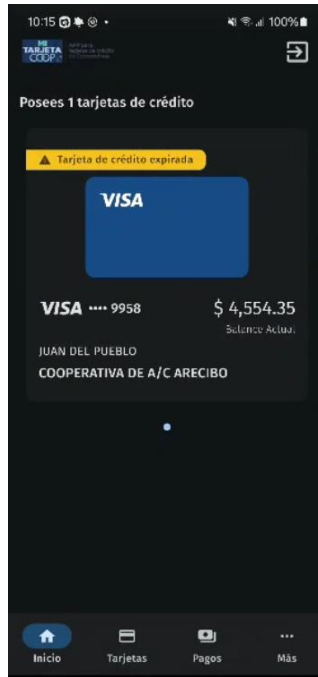 10:15 100%
MI
TARJETA
COOP
Posees 1 tarjetas de crédito
Tarjeta de crédito expirada
VISA
VISA •••• 9958 $ 4,554.35
Balance Actual
JUAN DEL PUEBLO
COOPERATIVA DE A/C ARECIBO
Inicio Tarjetas Pagos Más